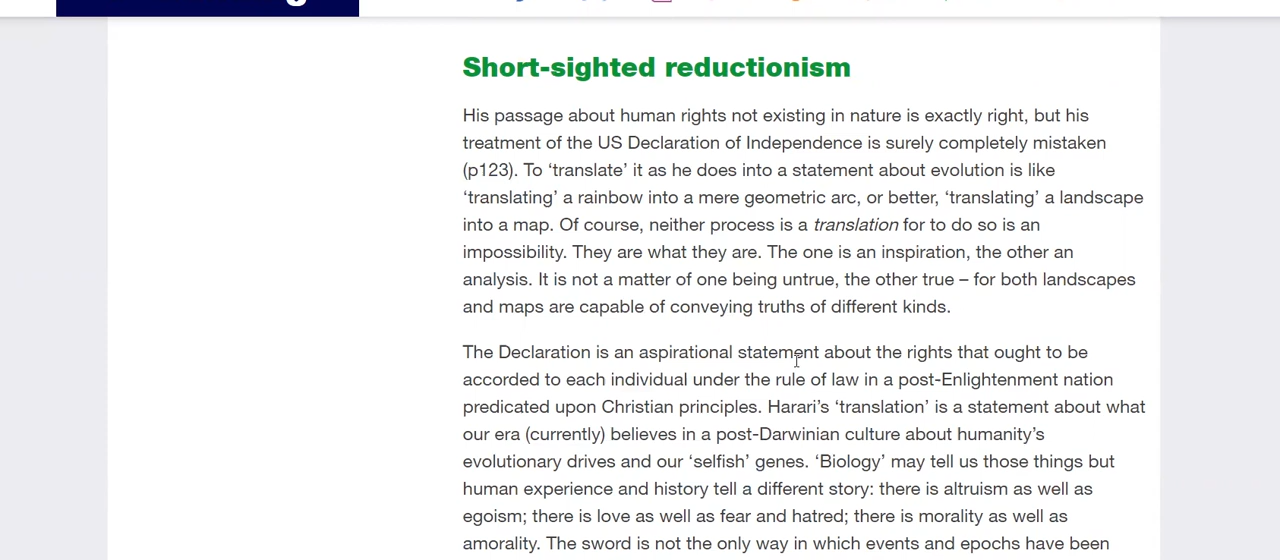 Short-sighted reductionism
His passage about human rights not existing in nature is exactly right, but his
treatment of the US Declaration of Independence is surely completely mistaken
(p123). To ‘translate’ it as he does into a statement about evolution is like
‘translating’ a rainbow into a mere geometric arc, or better, ‘translating’ a landscape
into a map. Of course, neither process is a translation for to do so is an
impossibility. They are what they are. The one is an inspiration, the other an
analysis. It is not a matter of one being untrue, the other true – for both landscapes
and maps are capable of conveying truths of different kinds.
The Declaration is an aspirational statement about the rights that ought to be
accorded to each individual under the rule of law in a post-Enlightenment nation
predicated upon Christian principles. Harari’s ‘translation’ is a statement about what
our era (currently) believes in a post-Darwinian culture about humanity’s
evolutionary drives and our ‘selfish’ genes. ‘Biology’ may tell us those things but
human experience and history tell a different story: there is altruism as well as
egoism; there is love as well as fear and hatred; there is morality as well as
amorality. The sword is not the only way in which events and epochs have been